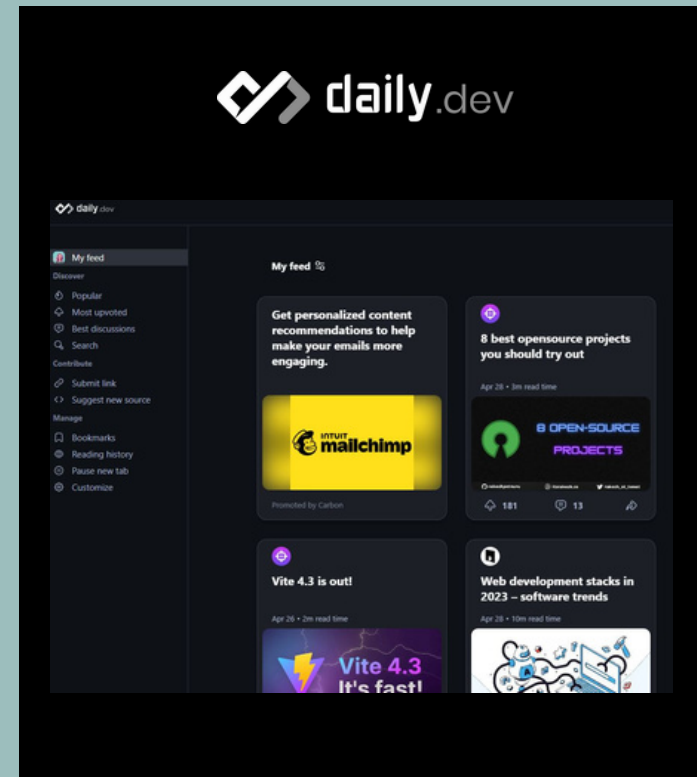 daily.dev
daily.dev
My feed
Discover
Popular
Most upvoted
Best discussions
Search
Contribute
Submit link
Suggest new source
Manage
Bookmarks
Reading history
Pause new tab
Customize
My feed
Get personalized content
recommendations to help
make your emails more
engaging.
INTUIT
mailchimp
Promoted by Carbon
8 best opensource projects
you should try out
Apr 28 • 3m read time
8 OPEN-SOURCE
PROJECTS
181
13
Vite 4.3 is out!
Apr 26 • 2m read time
Vite 4.3
It's fast!
Web development stacks in
2023 – software trends
Apr 28 • 10m read time